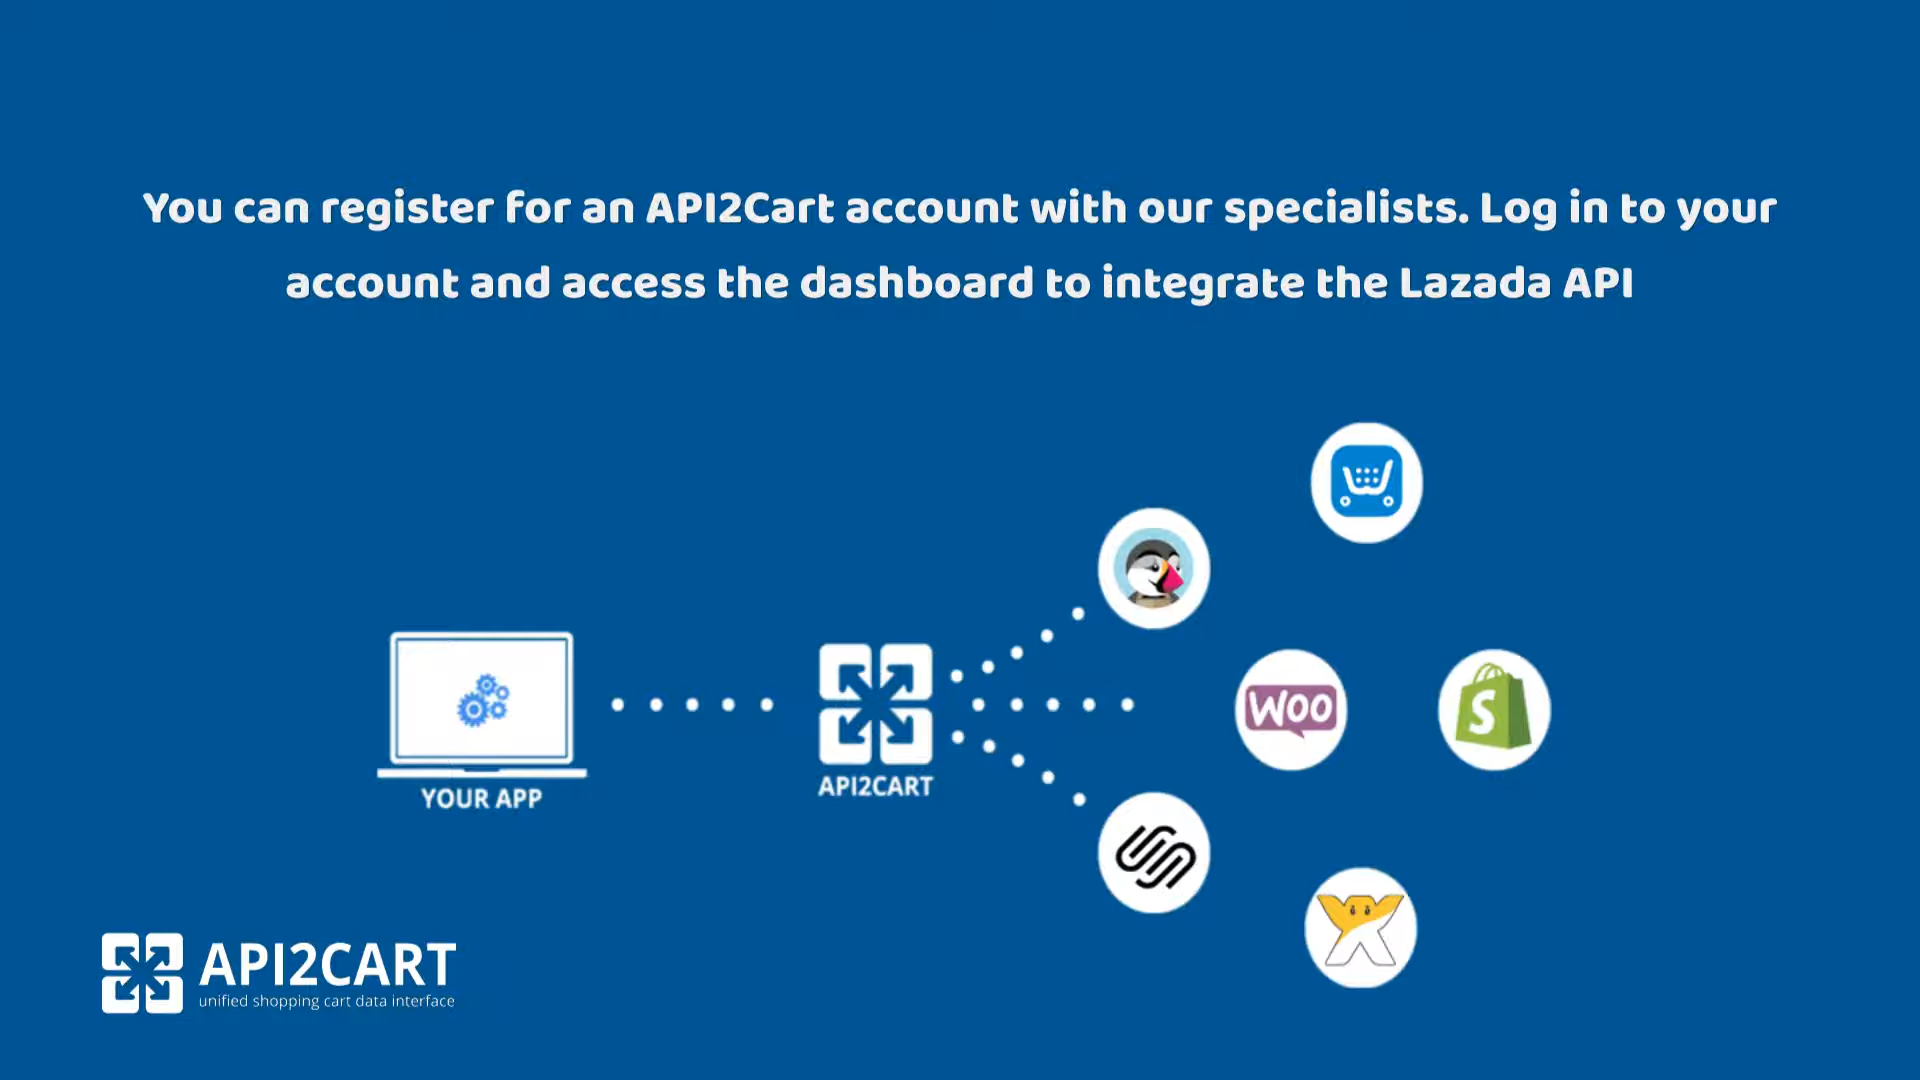 You can register for an API2Cart account with our specialists. Log in to your
account and access the dashboard to integrate the Lazada API
WOO
S
YOUR APP
API2CART
API2CART
unified shopping cart data interface